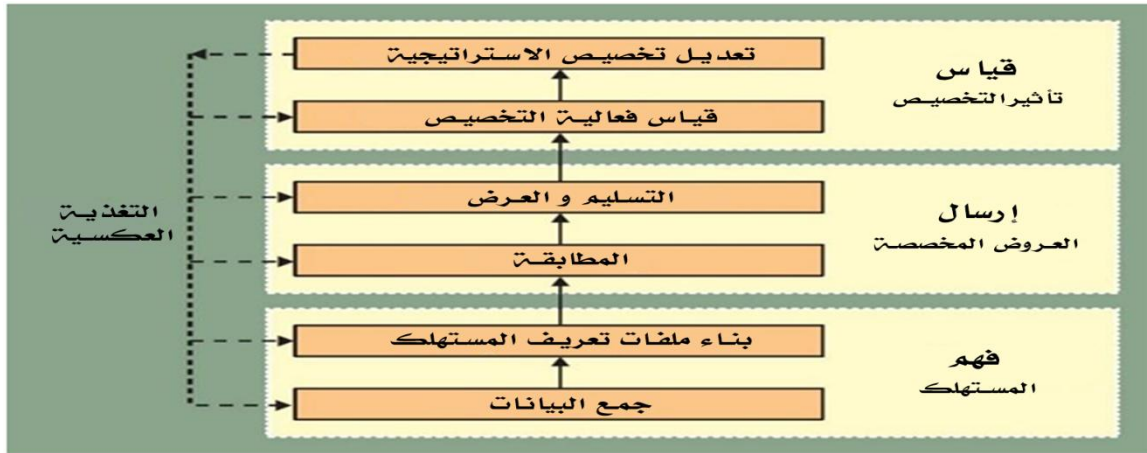 قياس
تأثير التخصيص
تعديل تخصيص الاستراتيجية
قياس فعالية التخصيص
إرسال
العروض المخصصة
التسليم و العرض
المطابقة
فهم
المستهلك
بناء ملفات تعريف المستهلك
جمع البيانات
التغذية
العكسية